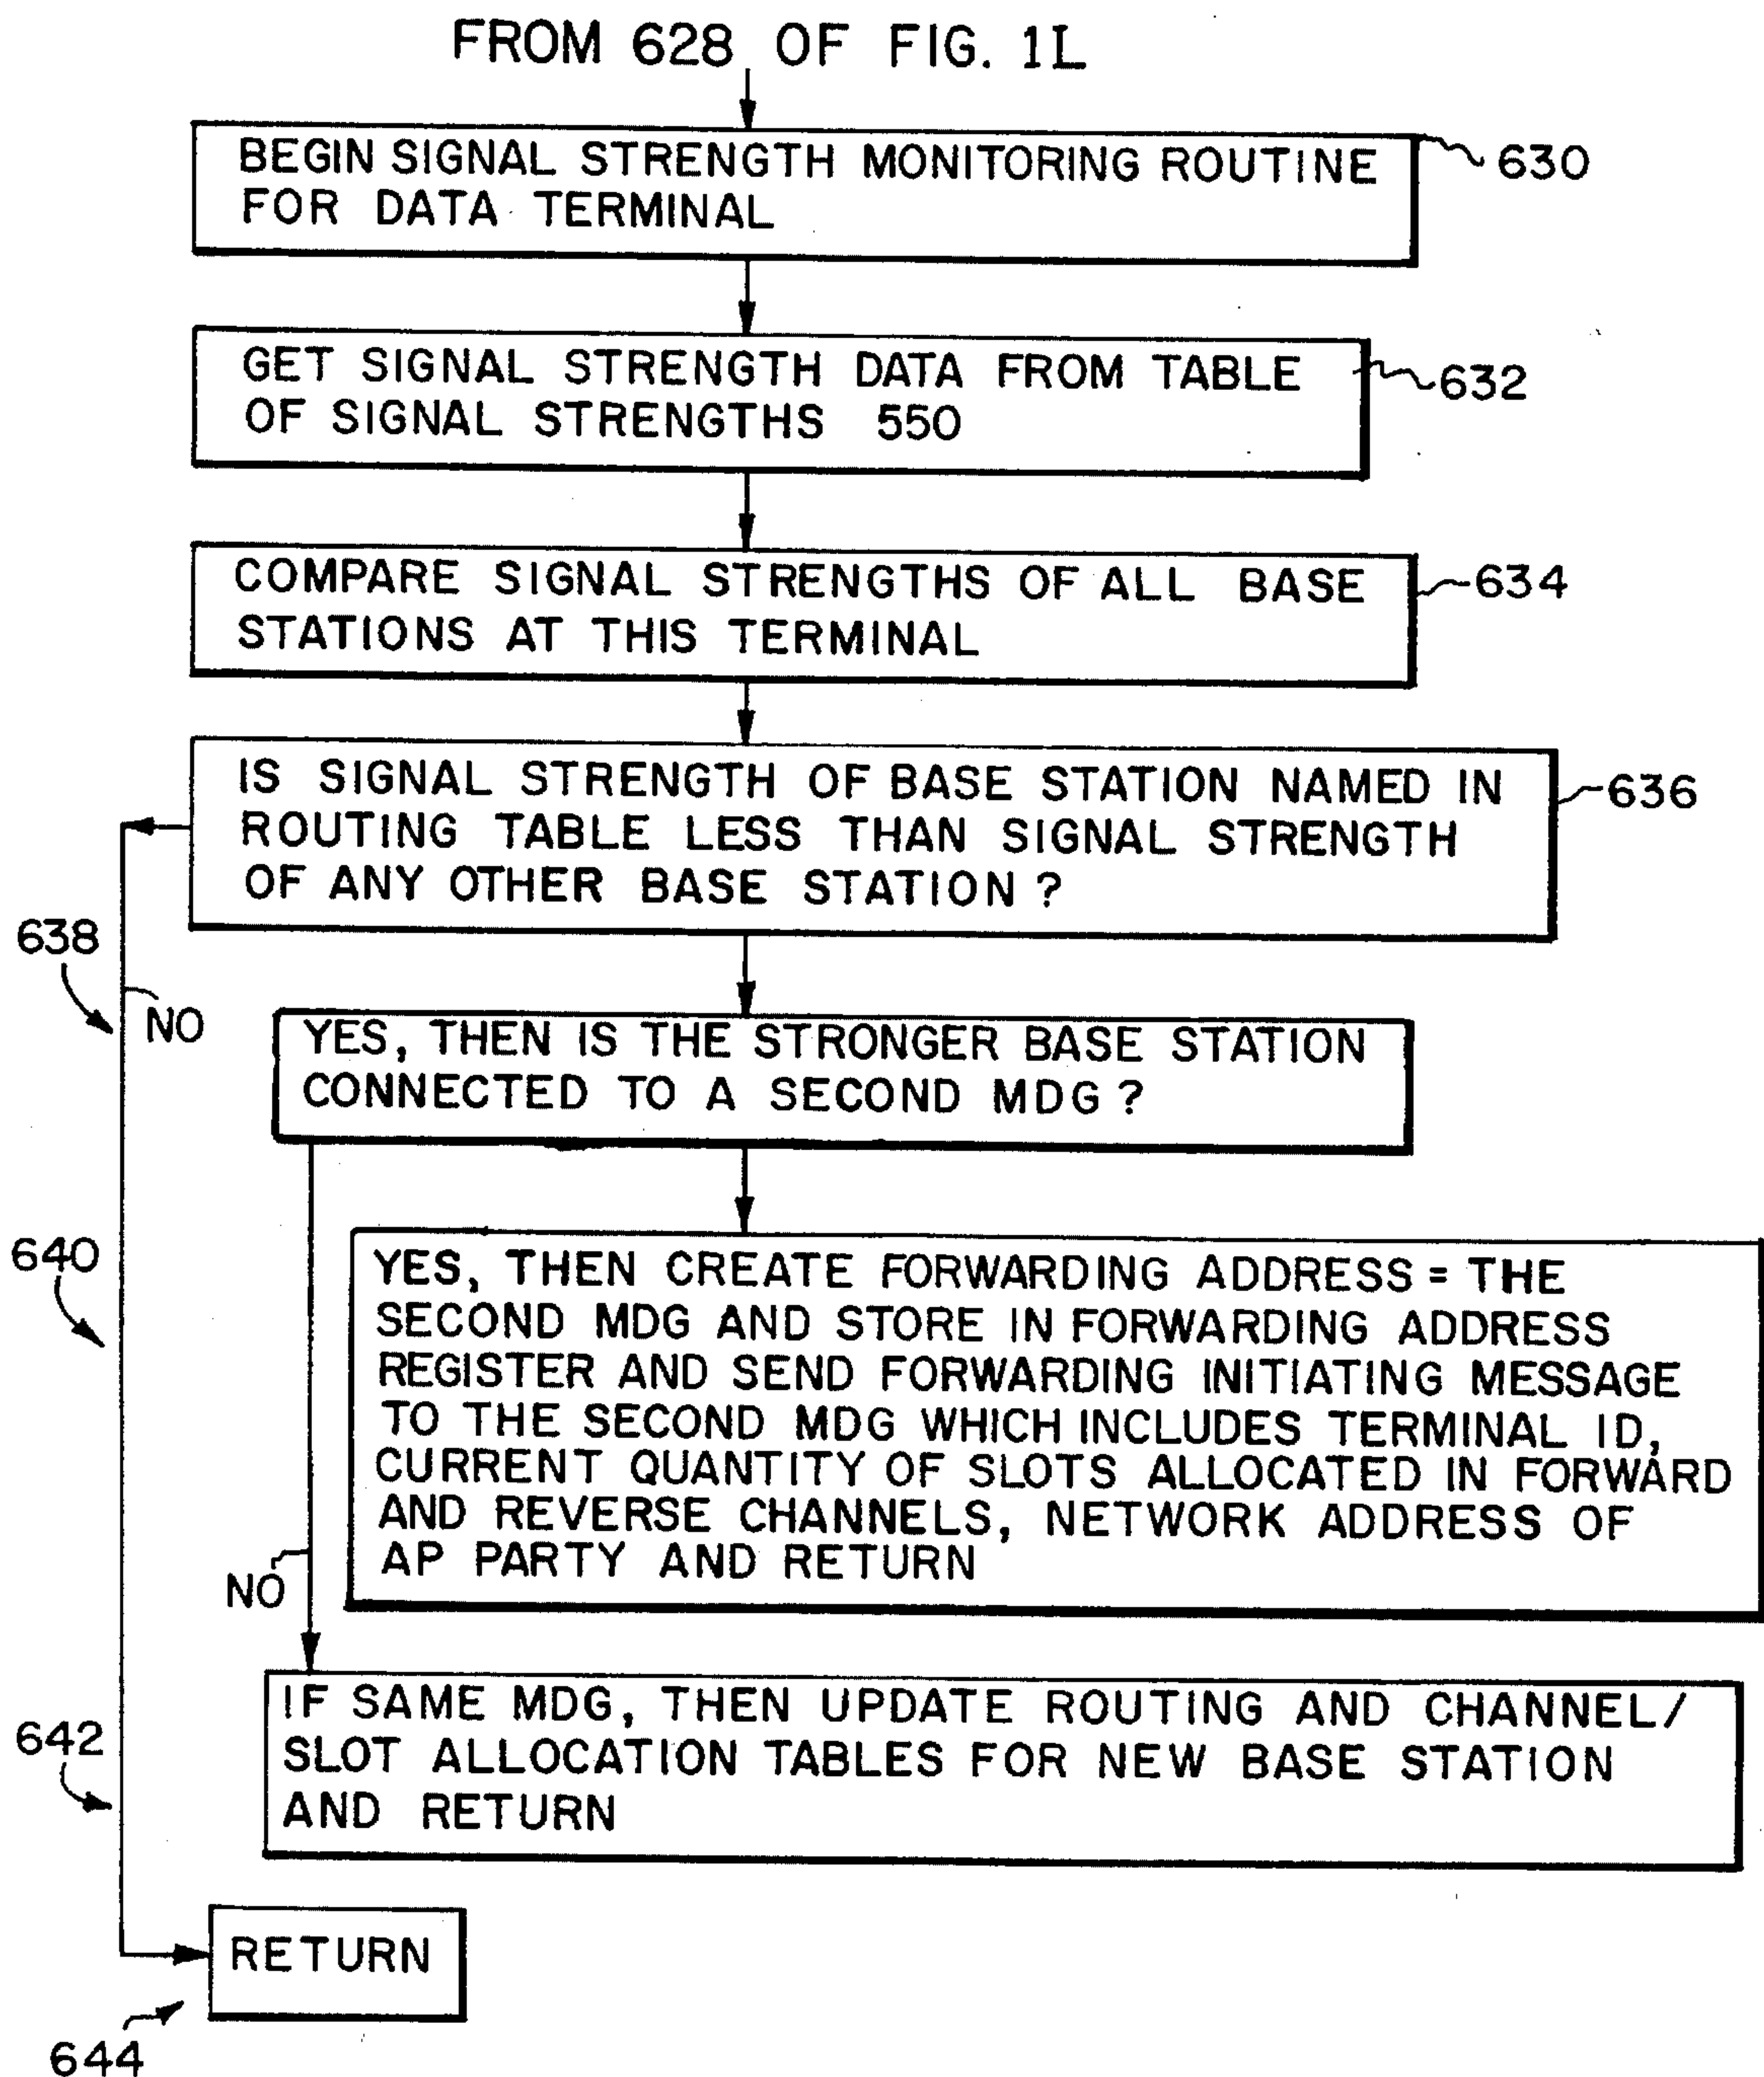 FROM 628 OF FIG. 1L
BEGIN SIGNAL STRENGTH MONITORING ROUTINE
FOR DATA TERMINAL
630
GET SIGNAL STRENGTH DATA FROM TABLE
OF SIGNAL STRENGTHS 550
632
COMPARE SIGNAL STRENGTHS OF ALL BASE
STATIONS AT THIS TERMINAL
634
IS SIGNAL STRENGTH OF BASE STATION NAMED IN
ROUTING TABLE LESS THAN SIGNAL STRENGTH
OF ANY OTHER BASE STATION ?
636
638
NO
YES, THEN IS THE STRONGER BASE STATION
CONNECTED TO A SECOND MDG ?
640
YES, THEN CREATE FORWARDING ADDRESS = THE
SECOND MDG AND STORE IN FORWARDING ADDRESS
REGISTER AND SEND FORWARDING INITIATING MESSAGE
TO THE SECOND MDG WHICH INCLUDES TERMINAL ID,
CURRENT QUANTITY OF SLOTS ALLOCATED IN FORWARD
AND REVERSE CHANNELS, NETWORK ADDRESS OF
AP PARTY AND RETURN
NO
642
IF SAME MDG, THEN UPDATE ROUTING AND CHANNEL/
SLOT ALLOCATION TABLES FOR NEW BASE STATION
AND RETURN
RETURN
644